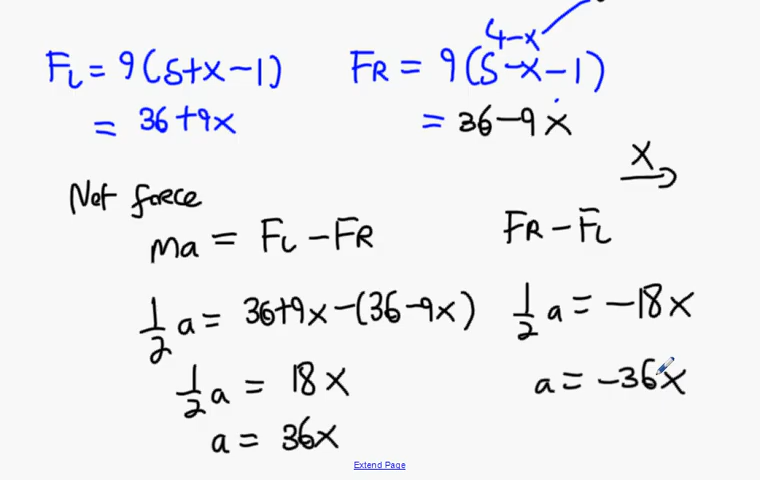 4-x
FL = 9(5+x-1)
FR = 9(5-x-1)
= 36+9x
= 36-9x
x
Net force
ma = FL - FR
FR - FL
1/2 a = 36+9x-(36-9x)
1/2 a = -18x
1/2 a = 18x
a = -36x
a = 36x
Extend Page